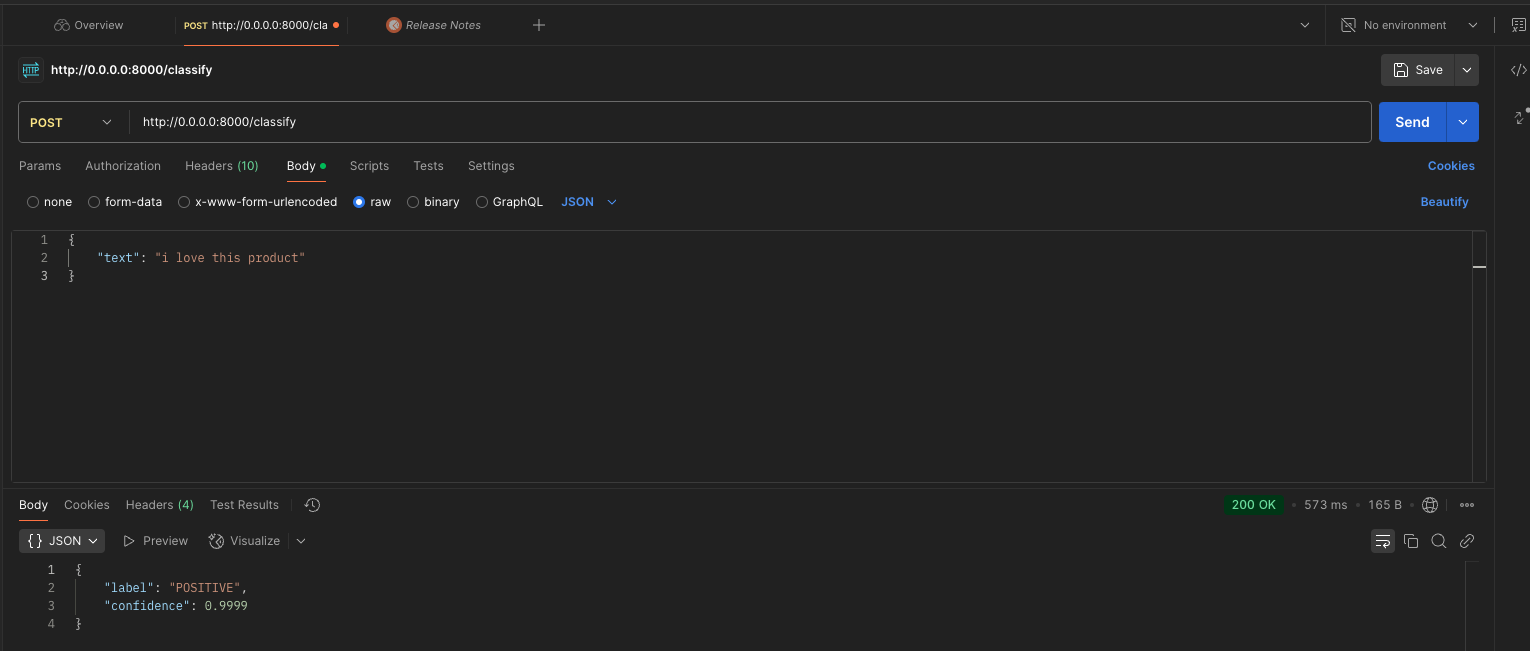 Overview POST http://0.0.0.0:8000/cla Release Notes No environment
HTTP http://0.0.0.0:8000/classify Save
POST http://0.0.0.0:8000/classify Send
Params Authorization Headers (10) Body Scripts Tests Settings Cookies
none form-data x-www-form-urlencoded raw binary GraphQL JSON Beautify
1 {
2 "text": "i love this product"
3 }
Body Cookies Headers (4) Test Results 200 OK • 573 ms • 165 B •
{} JSON Preview Visualize
1 {
2 "label": "POSITIVE",
3 "confidence": 0.9999
4 }